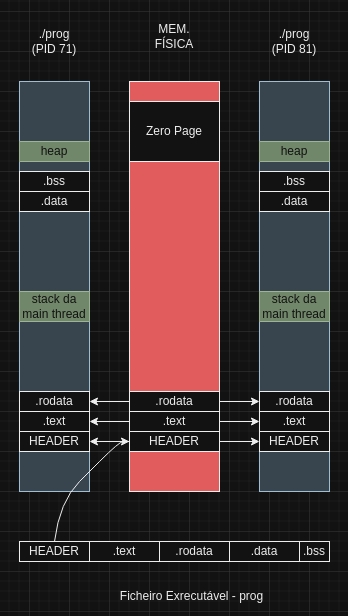 ./prog
(PID 71)
MEM.
FÍSICA
./prog
(PID 81)
Zero Page
heap
heap
.bss
.bss
.data
.data
stack da
main thread
stack da
main thread
.rodata
.rodata
.rodata
.text
.text
.text
HEADER
HEADER
HEADER
HEADER
.text
.rodata
.data
.bss
Ficheiro Exrecutável - prog